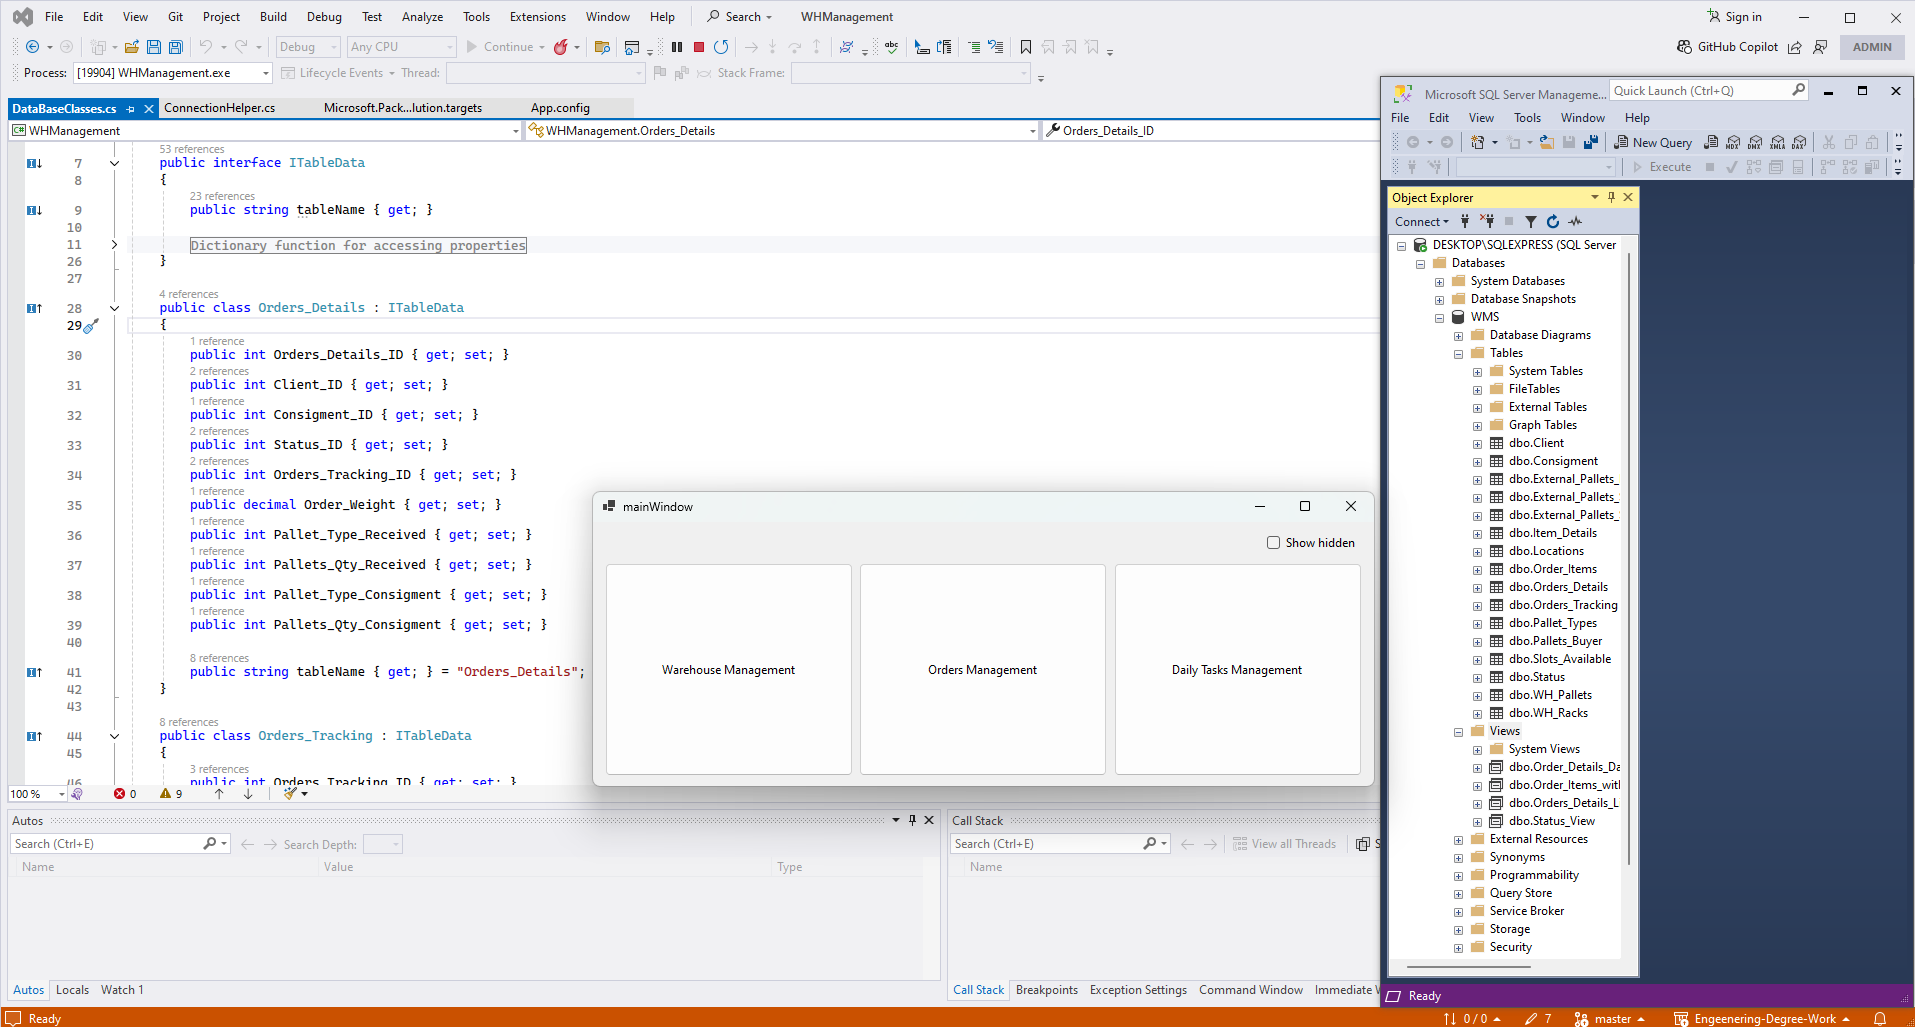 File Edit View Git Project Build Debug Test Analyze Tools Extensions Window Help Search WHManagement Sign in
Debug Any CPU Continue GitHub Copilot ADMIN
Process: [19904] WHManagement.exe Lifecycle Events Thread: Stack Frame:
DataBaseClasses.cs ConnectionHelper.cs Microsoft.Pack...lution.targets App.config
WHManagement WHManagement.Orders_Details Orders_Details_ID
53 references
7 public interface ITableData
8 {
23 references
9 public string tableName { get; }
10
11 Dictionary function for accessing properties
26 }
27
4 references
28 public class Orders_Details : ITableData
29 {
1 reference
30 public int Orders_Details_ID { get; set; }
2 references
31 public int Client_ID { get; set; }
1 reference
32 public int Consigment_ID { get; set; }
2 references
33 public int Status_ID { get; set; }
2 references
34 public int Orders_Tracking_ID { get; set; }
1 reference
35 public decimal Order_Weight { get; set; }
1 reference
36 public int Pallet_Type_Received { get; set; }
1 reference
37 public int Pallets_Qty_Received { get; set; }
1 reference
38 public int Pallet_Type_Consigment { get; set; }
1 reference
39 public int Pallets_Qty_Consigment { get; set; }
40
8 references
41 public string tableName { get; } = "Orders_Details";
42 }
43
8 references
44 public class Orders_Tracking : ITableData
45 {
3 references
46 public int Orders_Tracking_ID { get; set; }
100 % 0 9
mainWindow
Show hidden
Warehouse Management
Orders Management
Daily Tasks Management
Autos
Search (Ctrl+E) Search Depth:
Name Value Type
Autos Locals Watch 1
Call Stack
Search (Ctrl+E) View all Threads S
Name
Call Stack Breakpoints Exception Settings Command Window Immediate W
Microsoft SQL Server Manageme... Quick Launch (Ctrl+Q)
File Edit View Tools Window Help
New Query MDX DMX XMLA DAX
Execute
Object Explorer
Connect
DESKTOP\SQLEXPRESS (SQL Server
Databases
System Databases
Database Snapshots
WMS
Database Diagrams
Tables
System Tables
FileTables
External Tables
Graph Tables
dbo.Client
dbo.Consigment
dbo.External_Pallets_
dbo.External_Pallets_
dbo.External_Pallets_
dbo.Item_Details
dbo.Locations
dbo.Order_Items
dbo.Orders_Details
dbo.Orders_Tracking
dbo.Pallet_Types
dbo.Pallets_Buyer
dbo.Slots_Available
dbo.Status
dbo.WH_Pallets
dbo.WH_Racks
Views
System Views
dbo.Order_Details_Da
dbo.Order_Items_wit
dbo.Orders_Details_L
dbo.Status_View
External Resources
Synonyms
Programmability
Query Store
Service Broker
Storage
Security
Ready
Ready 0 / 0 7 master Engeenering-Degree-Work